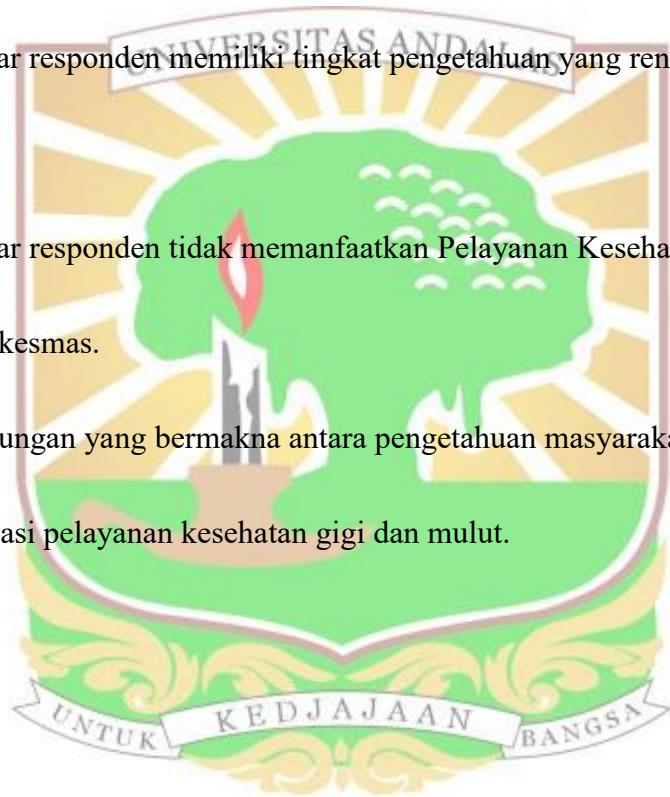 UNIVERSITAS ANDALAS
ar responden memiliki tingkat pengetahuan yang ren
ar responden tidak memanfaatkan Pelayanan Keseha
kesmas.
ungan yang bermakna antara pengetahuan masyaraka
asi pelayanan kesehatan gigi dan mulut.
UNTUK KEDJAJAAN BANGSA